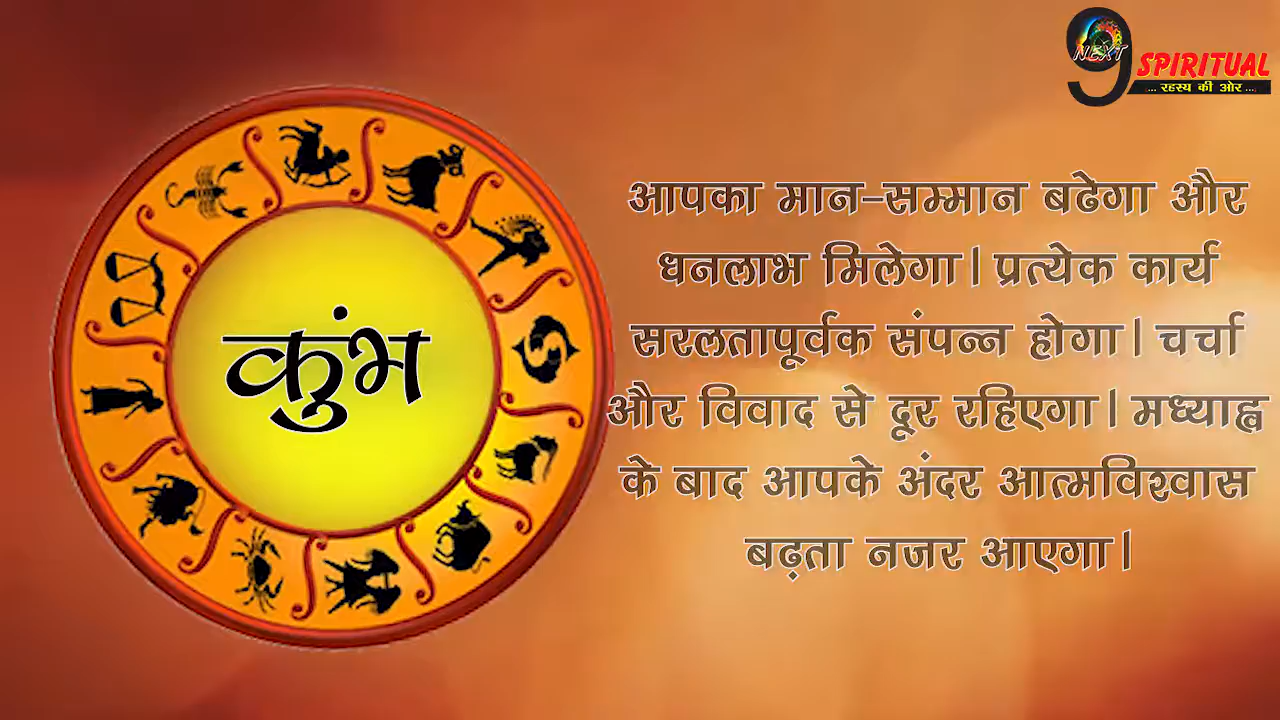 9
NEXT
SPIRITUAL
... रहस्य की ओर ...
कुंभ
आपका मान-सम्मान बढेगा और
धनलाभ मिलेगा। प्रत्येक कार्य
सरलतापूर्वक संपन्न होगा। चर्चा
और विवाद से दूर रहिएगा। मध्याह्न
के बाद आपके अंदर आत्मविश्वास
बढ़ता नजर आएगा।